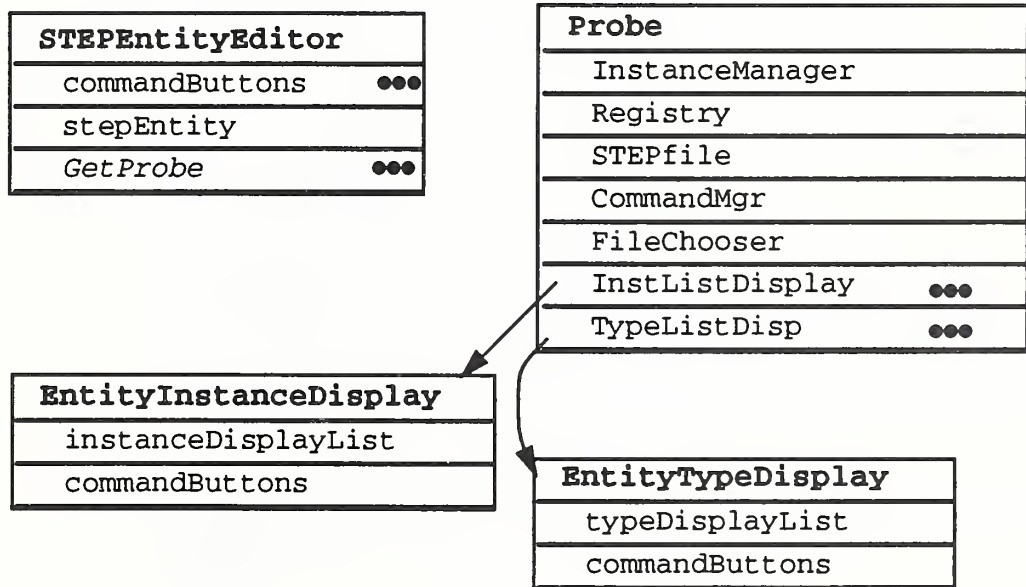 STEPEntityEditor
commandButtons •••
stepEntity
GetProbe •••
Probe
InstanceManager
Registry
STEPfile
CommandMgr
FileChooser
InstListDisplay •••
TypeListDisp •••
EntityInstanceDisplay
instanceDisplayList
commandButtons
EntityTypeDisplay
typeDisplayList
commandButtons